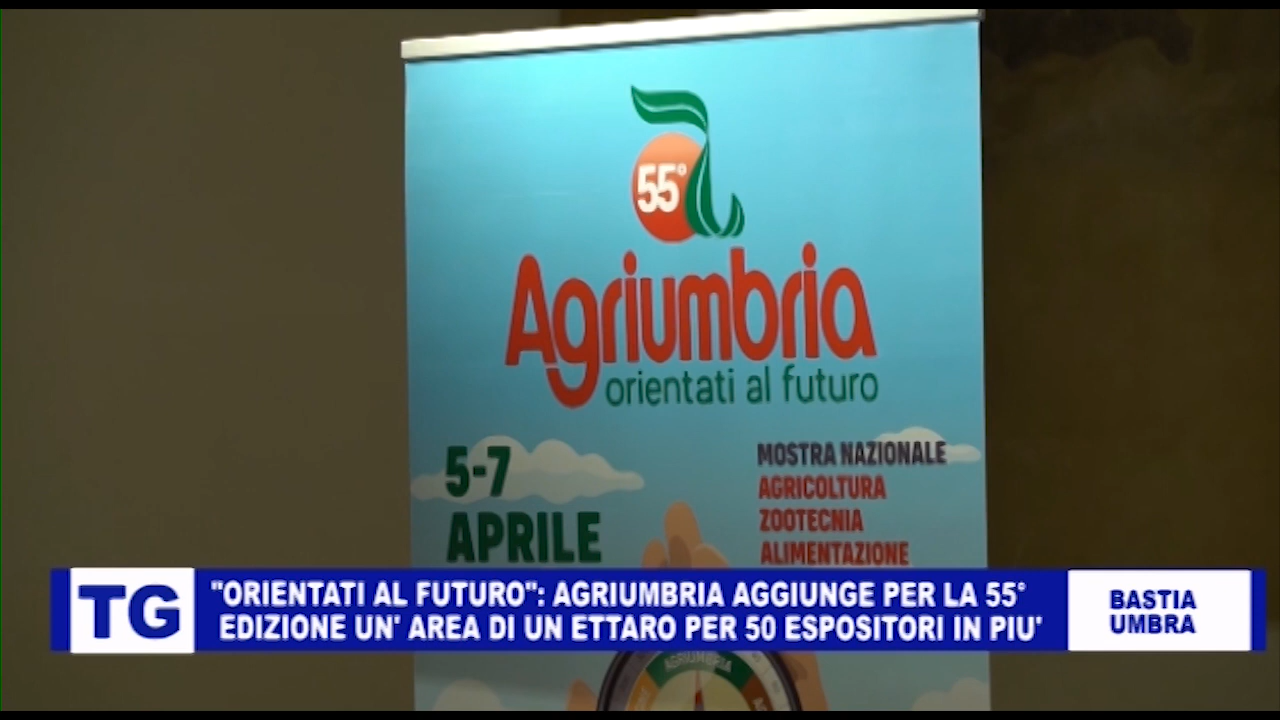 55°
Agriumbria
orientati al futuro
5-7
APRILE
MOSTRA NAZIONALE
AGRICOLTURA
ZOOTECNIA
ALIMENTAZIONE
TG
"ORIENTATI AL FUTURO": AGRIUMBRIA AGGIUNGE PER LA 55°
EDIZIONE UN' AREA DI UN ETTARO PER 50 ESPOSITORI IN PIU'
BASTIA
UMBRA
AGRIUMBRIA